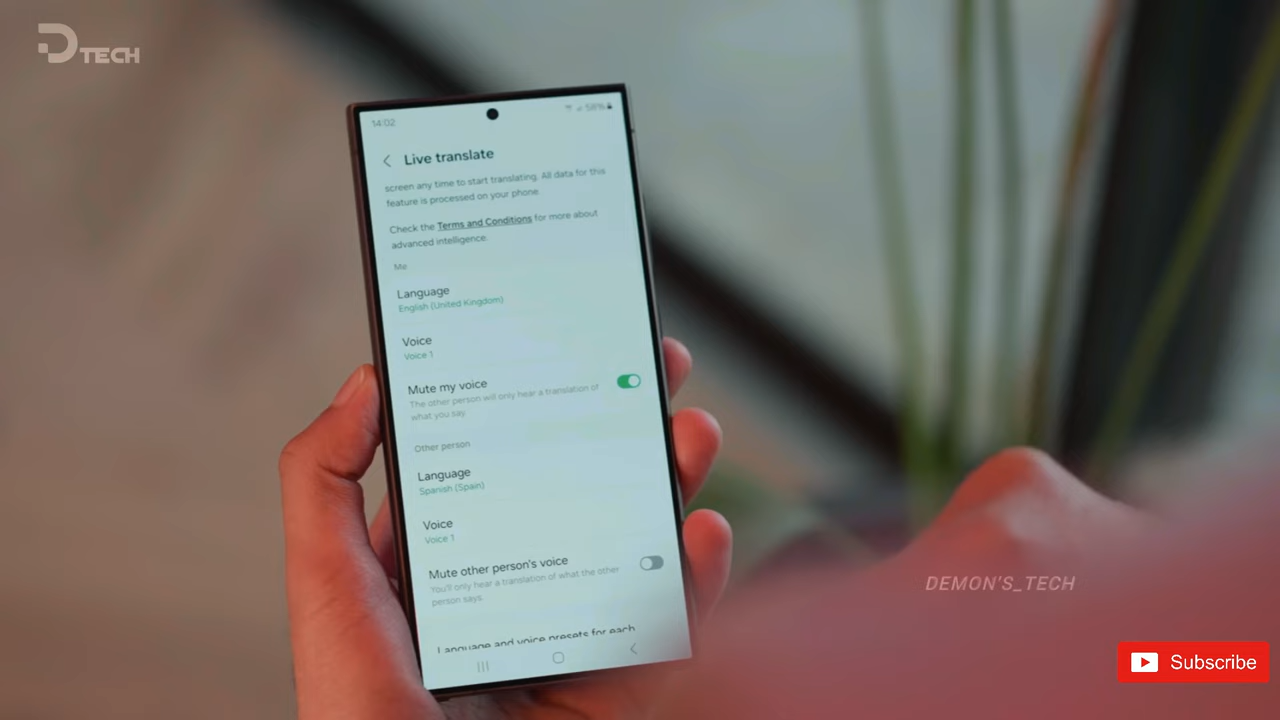 D TECH
14:02
58%
Live translate
screen any time to start translating. All data for this
feature is processed on your phone.
Check the Terms and Conditions for more about
advanced intelligence.
Me
Language
English (United Kingdom)
Voice
Voice 1
Mute my voice
The other person will only hear a translation of
what you say.
Other person
Language
Spanish (Spain)
Voice
Voice 1
Mute other person's voice
You'll only hear a translation of what the other
person says.
Language and voice presets for each
DEMON'S_TECH
Subscribe